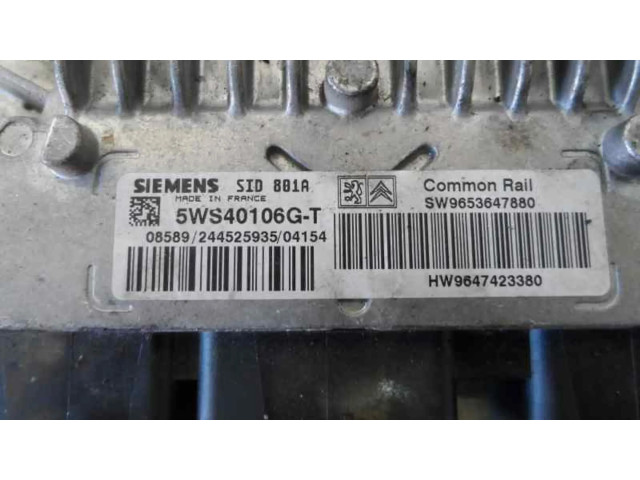 SIEMENS SID 801A
MADE IN FRANCE
5WS40106G-T
08589/244525935/04154
Common Rail
SW9653647880
HW9647423380